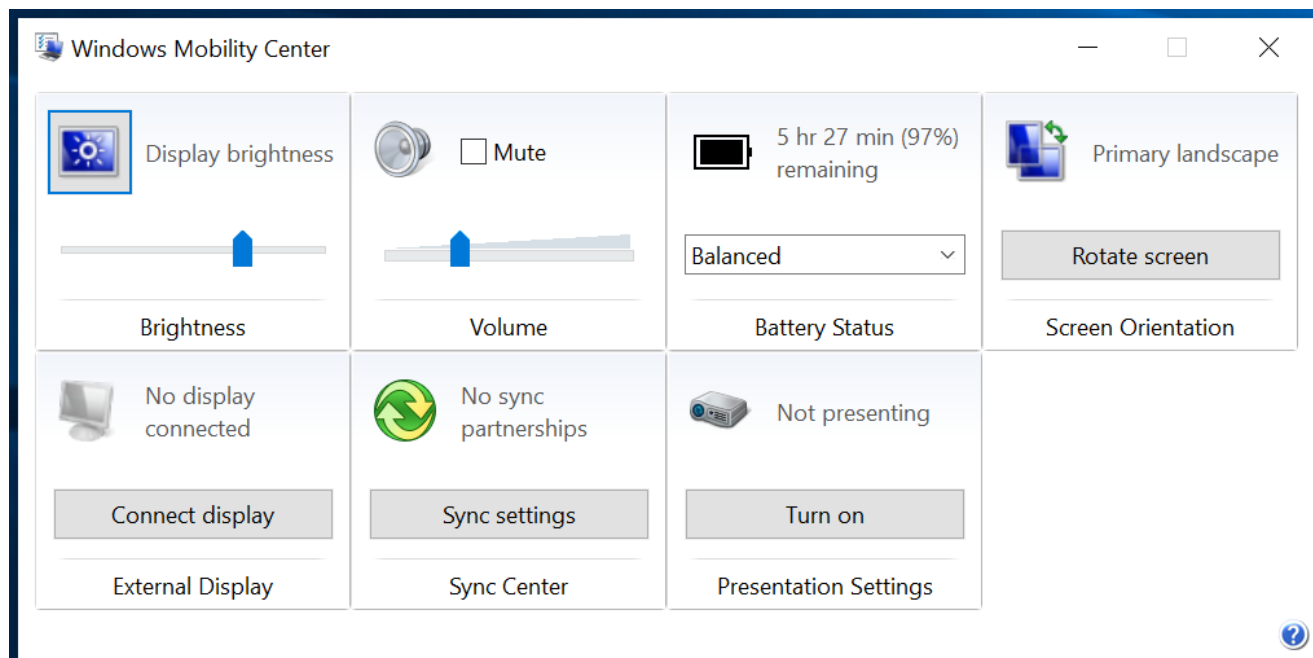 Windows Mobility Center
Display brightness
Brightness
Mute
Volume
5 hr 27 min (97%)
remaining
Balanced
Battery Status
Primary landscape
Rotate screen
Screen Orientation
No display
connected
Connect display
External Display
No sync
partnerships
Sync settings
Sync Center
Not presenting
Turn on
Presentation Settings
?